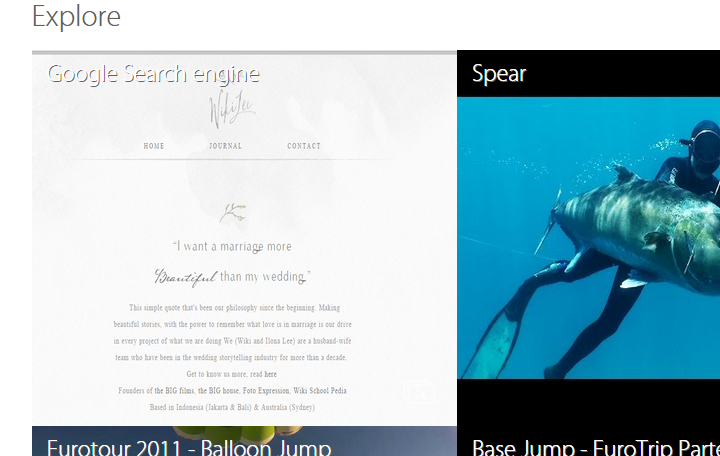 Explore
Google Search engine
Spear
Wiki Lee
HOME JOURNAL CONTACT
"I want a marriage more
Beautiful than my wedding."
This simple quote that's been our philosophy since the beginning. Making
beautiful stories, with the power to remember what love is in marriage is our drive
in every project of what we are doing We (Wiki and Ilona Lee) are a husband-wife
team who have been in the wedding storytelling industry for more than a decade.
Get to know us more, read here
Founders of the BIG films, the BIG house, Foto Expression, Wiki School Pedia
Based in Indonesia (Jakarta & Bali) & Australia (Sydney)
Eurotour 2011 - Balloon Jump
Base Jump - EuroTrip Parte